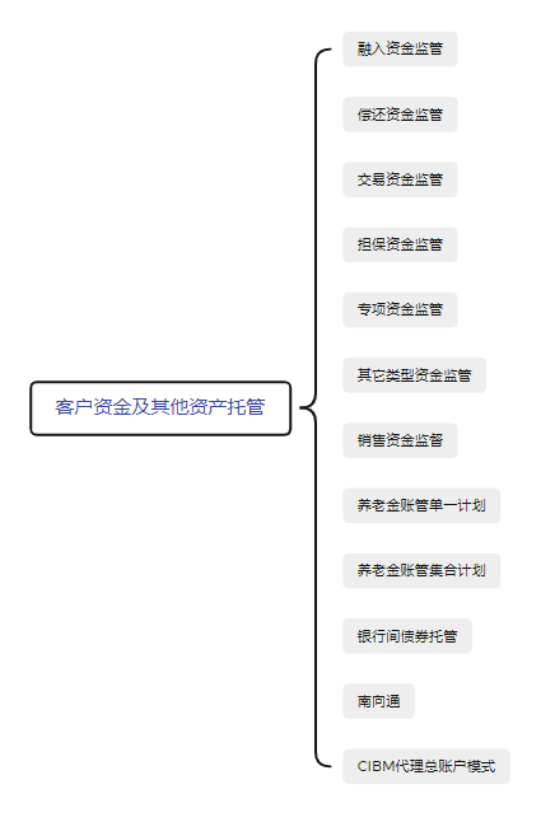 客户资金及其他资产托管
融入资金监管
偿还资金监管
交易资金监管
担保资金监管
专项资金监管
其它类型资金监管
销售资金监督
养老金账管单一计划
养老金账管集合计划
银行间债券托管
南向通
CIBM代理总账户模式